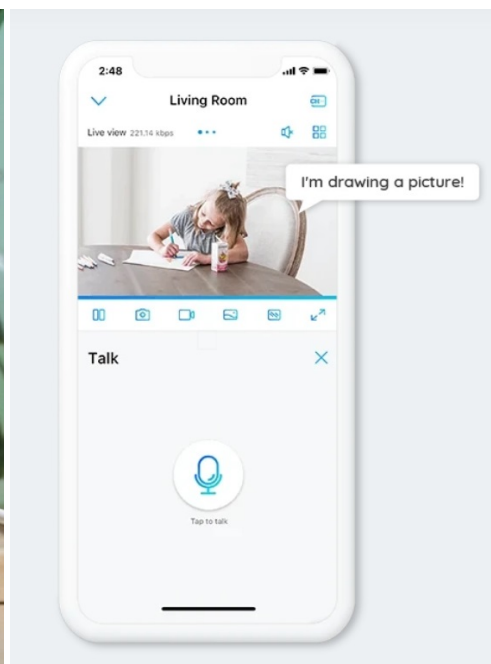 2:48
Living Room
Live view 221.14 kbps
I'm drawing a picture!
Talk
Tap to talk